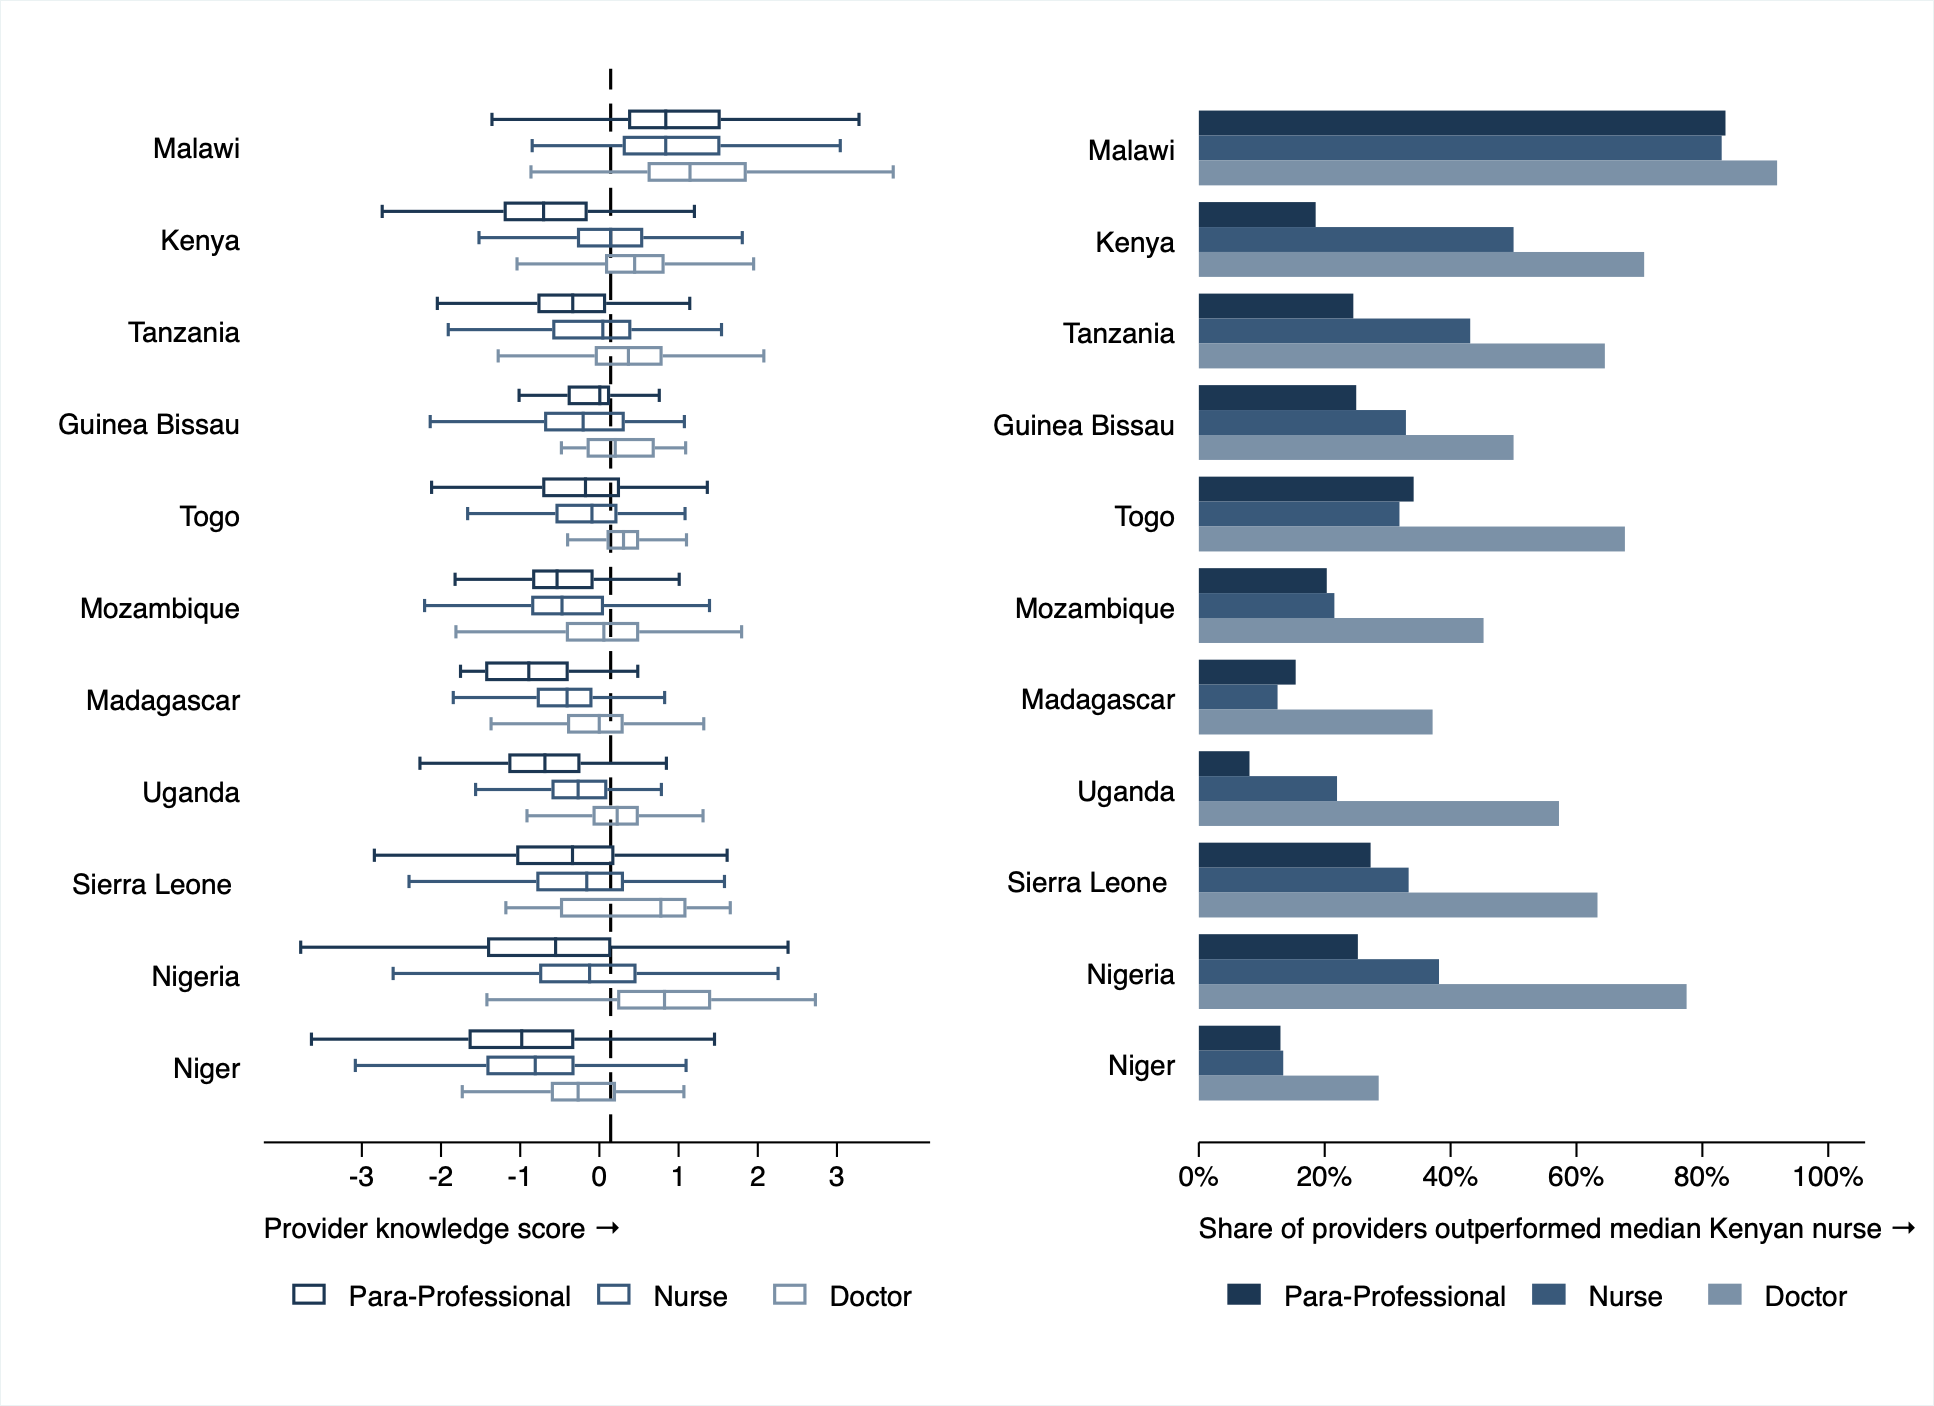 Malawi
Kenya
Tanzania
Guinea Bissau
Togo
Mozambique
Madagascar
Uganda
Sierra Leone
Nigeria
Niger
-3 -2 -1 0 1 2 3
Provider knowledge score →
Para-Professional Nurse Doctor
Malawi
Kenya
Tanzania
Guinea Bissau
Togo
Mozambique
Madagascar
Uganda
Sierra Leone
Nigeria
Niger
0% 20% 40% 60% 80% 100%
Share of providers outperformed median Kenyan nurse →
Para-Professional Nurse Doctor